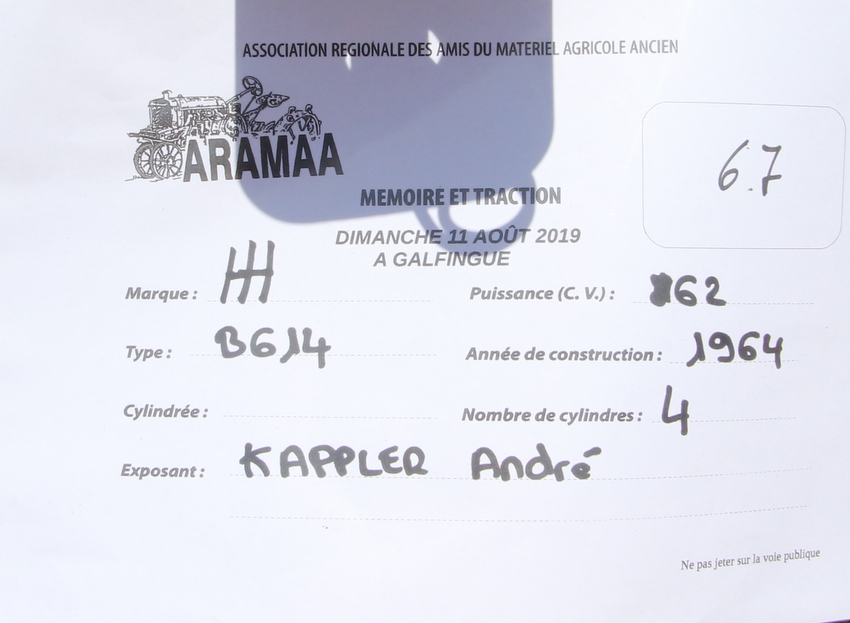 ASSOCIATION REGIONALE DES AMIS DU MATERIEL AGRICOLE ANCIEN
ARAMAA
6.7
MEMOIRE ET TRACTION
DIMANCHE 11 AOÛT 2019
A GALFINGUE
Marque : IH Puissance (C. V.) : 62
Type : B614 Année de construction : 1964
Cylindrée : Nombre de cylindres : 4
Exposant : KAPPLER André
Ne pas jeter sur la voie publique